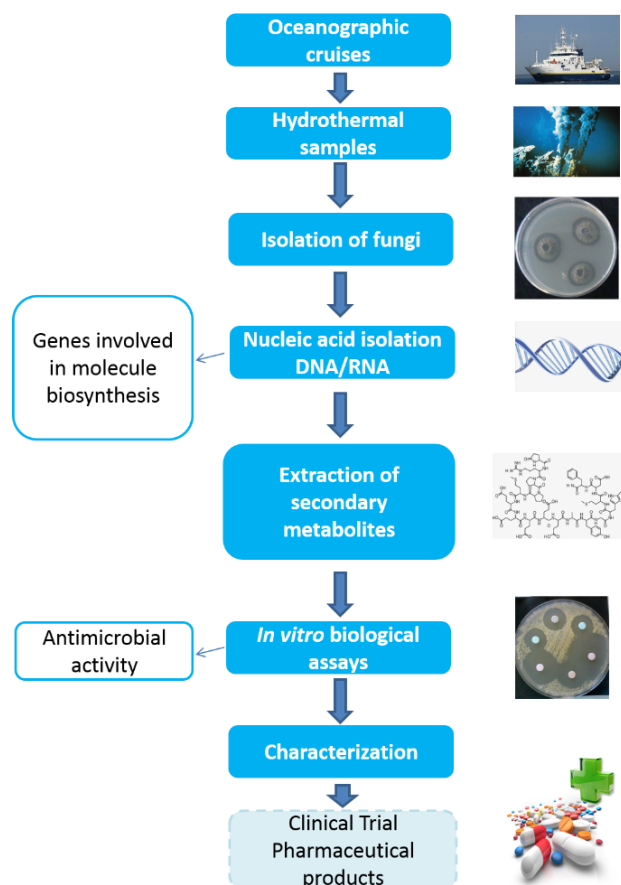 Oceanographic
cruises
Hydrothermal
samples
Isolation of fungi
Genes involved
in molecule
biosynthesis
Nucleic acid isolation
DNA/RNA
Extraction of
secondary
metabolites
Antimicrobial
activity
In vitro biological
assays
Characterization
Clinical Trial
Pharmaceutical
products